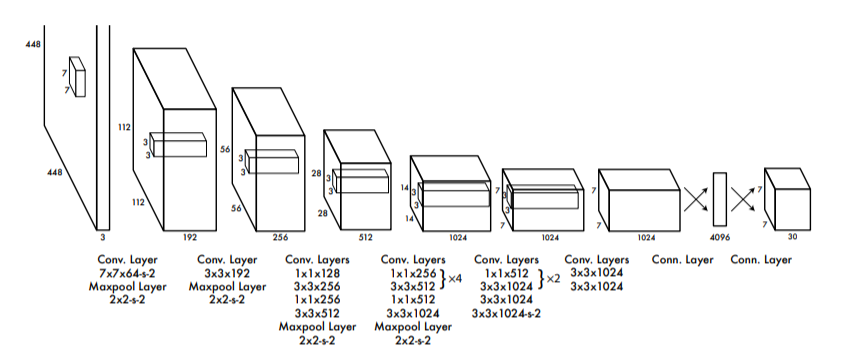 448
7
7
448
3
112
3
3
112
192
56
3
3
56
256
28
3
3
28
512
14
3
3
14
1024
7
3
3
7
1024
7
7
1024
4096
7
7
30
Conv. Layer
7x7x64-s-2
Maxpool Layer
2x2-s-2
Conv. Layer
3x3x192
Maxpool Layer
2x2-s-2
Conv. Layers
1x1x128
3x3x256
1x1x256
3x3x512
Maxpool Layer
2x2-s-2
Conv. Layers
1x1x256
3x3x512
}×4
1x1x512
3x3x1024
Maxpool Layer
2x2-s-2
Conv. Layers
1x1x512
3x3x1024
}×2
3x3x1024
3x3x1024-s-2
Conv. Layers
3x3x1024
3x3x1024
Conn. Layer
Conn. Layer